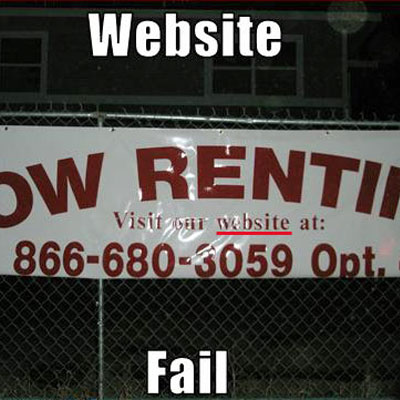 Website
OW RENTI
Visit our website at:
866-680-3059 Opt.
Fail